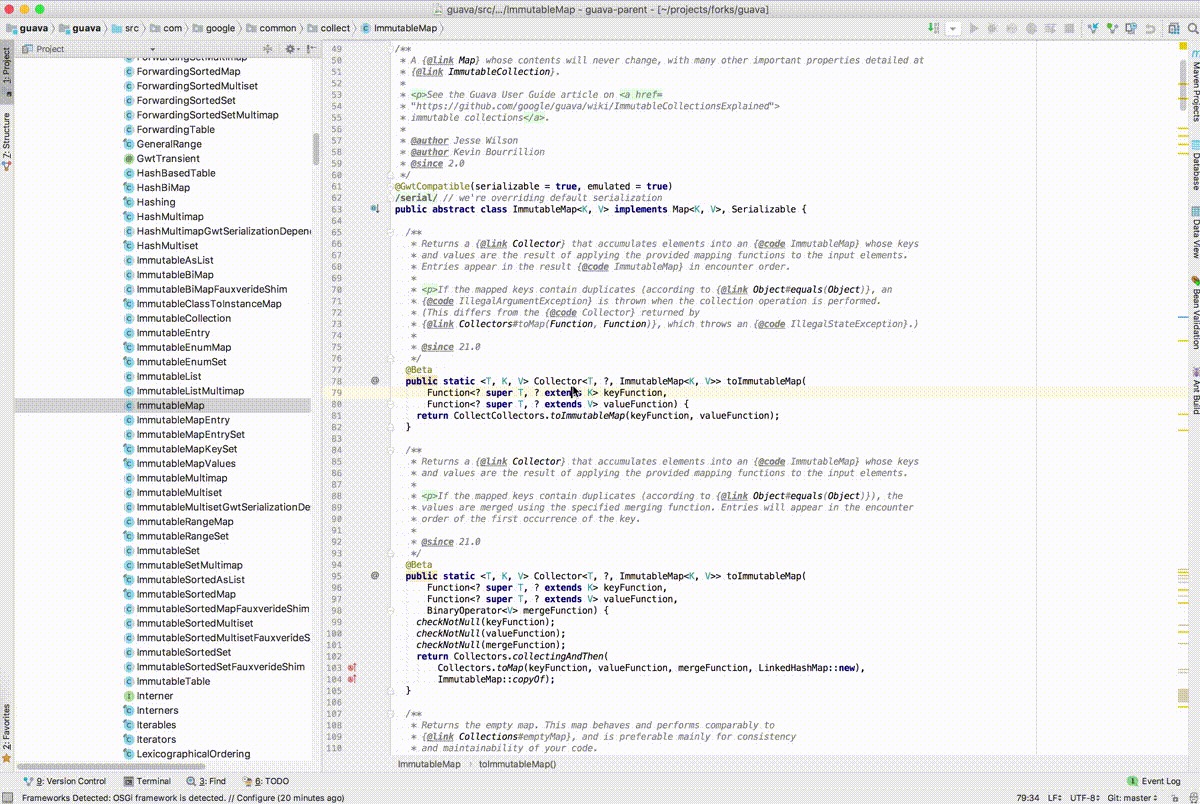 guava/src/.../ImmutableMap - guava-parent - [~/projects/forks/guava]
guava guava src com google common collect ImmutableMap
1: Project
Z: Structure
2: Favorites
Project
ForwardingSetMultimap
ForwardingSortedMap
ForwardingSortedMultiset
ForwardingSortedSet
ForwardingSortedSetMultimap
ForwardingTable
GeneralRange
GwtTransient
HashBasedTable
HashBiMap
Hashing
HashMultimap
HashMultimapGwtSerializationDepen
HashMultiset
ImmutableAsList
ImmutableBiMap
ImmutableBiMapFauxverideShim
ImmutableClassToInstanceMap
ImmutableCollection
ImmutableEntry
ImmutableEnumMap
ImmutableEnumSet
ImmutableList
ImmutableListMultimap
ImmutableMap
ImmutableMapEntry
ImmutableMapEntrySet
ImmutableMapKeySet
ImmutableMapValues
ImmutableMultimap
ImmutableMultiset
ImmutableMultisetGwtSerializationDe
ImmutableRangeMap
ImmutableRangeSet
ImmutableSet
ImmutableSetMultimap
ImmutableSortedAsList
ImmutableSortedMap
ImmutableSortedMapFauxverideShim
ImmutableSortedMultiset
ImmutableSortedMultisetFauxverideS
ImmutableSortedSet
ImmutableSortedSetFauxverideShim
ImmutableTable
Interner
Interners
Iterables
Iterators
LexicographicalOrdering
49 /**
50 * A {@link Map} whose contents will never change, with many other important properties detailed at
51 * {@link ImmutableCollection}.
52 *
53 * <p>See the Guava User Guide article on <a href=
54 * "https://github.com/google/guava/wiki/ImmutableCollectionsExplained">
55 * immutable collections</a>.
56 *
57 * @author Jesse Wilson
58 * @author Kevin Bourrillion
59 * @since 2.0
60 */
61 @GwtCompatible(serializable = true, emulated = true)
62 /serial/ // we're overriding default serialization
63 public abstract class ImmutableMap<K, V> implements Map<K, V>, Serializable {
64
65 /**
66 * Returns a {@link Collector} that accumulates elements into an {@code ImmutableMap} whose keys
67 * and values are the result of applying the provided mapping functions to the input elements.
68 * Entries appear in the result {@code ImmutableMap} in encounter order.
69 *
70 * <p>If the mapped keys contain duplicates (according to {@link Object#equals(Object)}, an
71 * {@code IllegalArgumentException} is thrown when the collection operation is performed.
72 * (This differs from the {@code Collector} returned by
73 * {@link Collectors#toMap(Function, Function)}, which throws an {@code IllegalStateException}.)
74 *
75 * @since 21.0
76 */
77 @Beta
78 @ public static <T, K, V> Collector<T, ?, ImmutableMap<K, V>> toImmutableMap(
79 Function<? super T, ? extends K> keyFunction,
80 Function<? super T, ? extends V> valueFunction) {
81 return CollectCollectors.toImmutableMap(keyFunction, valueFunction);
82 }
83
84 /**
85 * Returns a {@link Collector} that accumulates elements into an {@code ImmutableMap} whose keys
86 * and values are the result of applying the provided mapping functions to the input elements.
87 *
88 * <p>If the mapped keys contain duplicates (according to {@link Object#equals(Object)}), the
89 * values are merged using the specified merging function. Entries will appear in the encounter
90 * order of the first occurrence of the key.
91 *
92 * @since 21.0
93 */
94 @Beta
95 @ public static <T, K, V> Collector<T, ?, ImmutableMap<K, V>> toImmutableMap(
96 Function<? super T, ? extends K> keyFunction,
97 Function<? super T, ? extends V> valueFunction,
98 BinaryOperator<V> mergeFunction) {
99 checkNotNull(keyFunction);
100 checkNotNull(valueFunction);
101 checkNotNull(mergeFunction);
102 return Collectors.collectingAndThen(
103 Collectors.toMap(keyFunction, valueFunction, mergeFunction, LinkedHashMap::new),
104 ImmutableMap::copyOf);
105 }
106
107 /**
108 * Returns the empty map. This map behaves and performs comparably to
109 * {@link Collections#emptyMap}, and is preferable mainly for consistency
110 * and maintainability of your code.
ImmutableMap toImmutableMap()
Maven Projects
Database
Data View
Bean Validation
Ant Build
9: Version Control Terminal 3: Find 6: TODO 1 Event Log
Frameworks Detected: OSGi framework is detected. // Configure (20 minutes ago) 79:34 LF UTF-8 Git: master